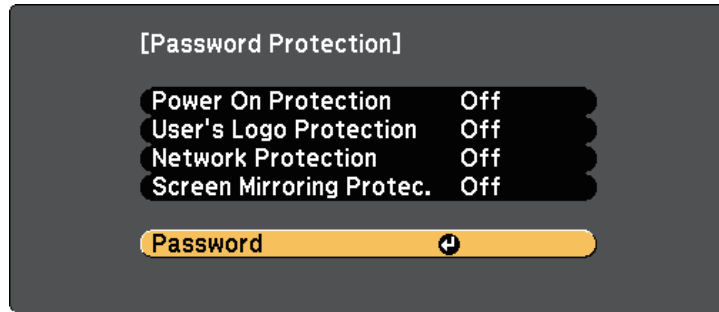 [Password Protection]
Power On Protection Off
User's Logo Protection Off
Network Protection Off
Screen Mirroring Protec. Off
Password